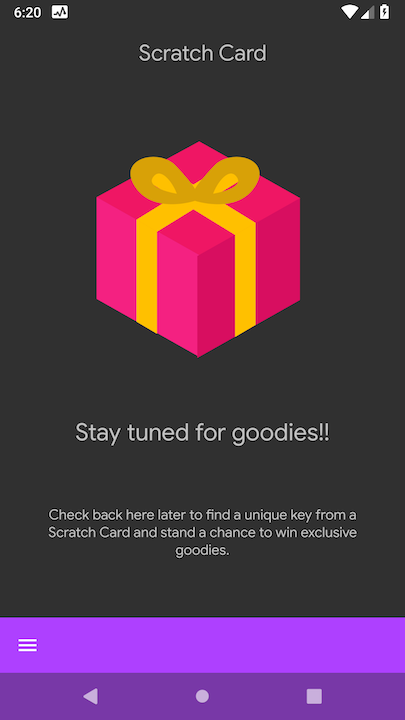 6:20
Scratch Card
Stay tuned for goodies!!
Check back here later to find a unique key from a
Scratch Card and stand a chance to win exclusive
goodies.